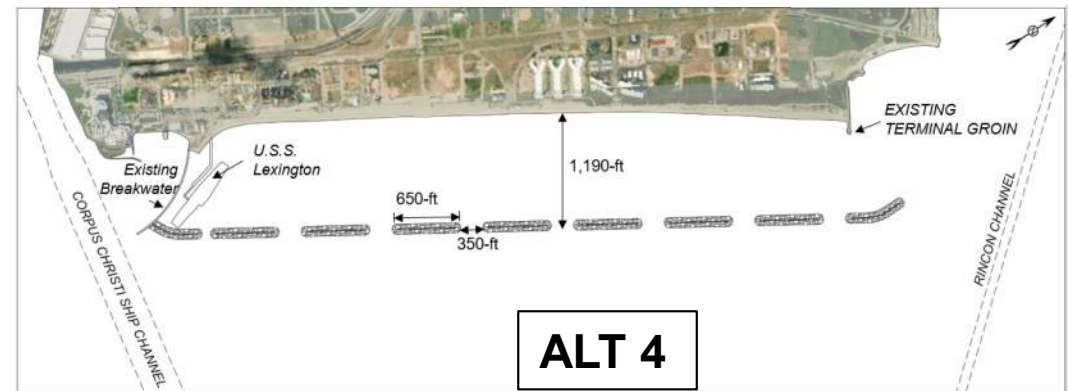 EXISTING
TERMINAL GROIN
U.S.S.
Lexington
Existing
Breakwater
1,190-ft
650-ft
350-ft
CORPUS CHRISTI SHIP CHANNEL
RINCON CHANNEL
ALT 4